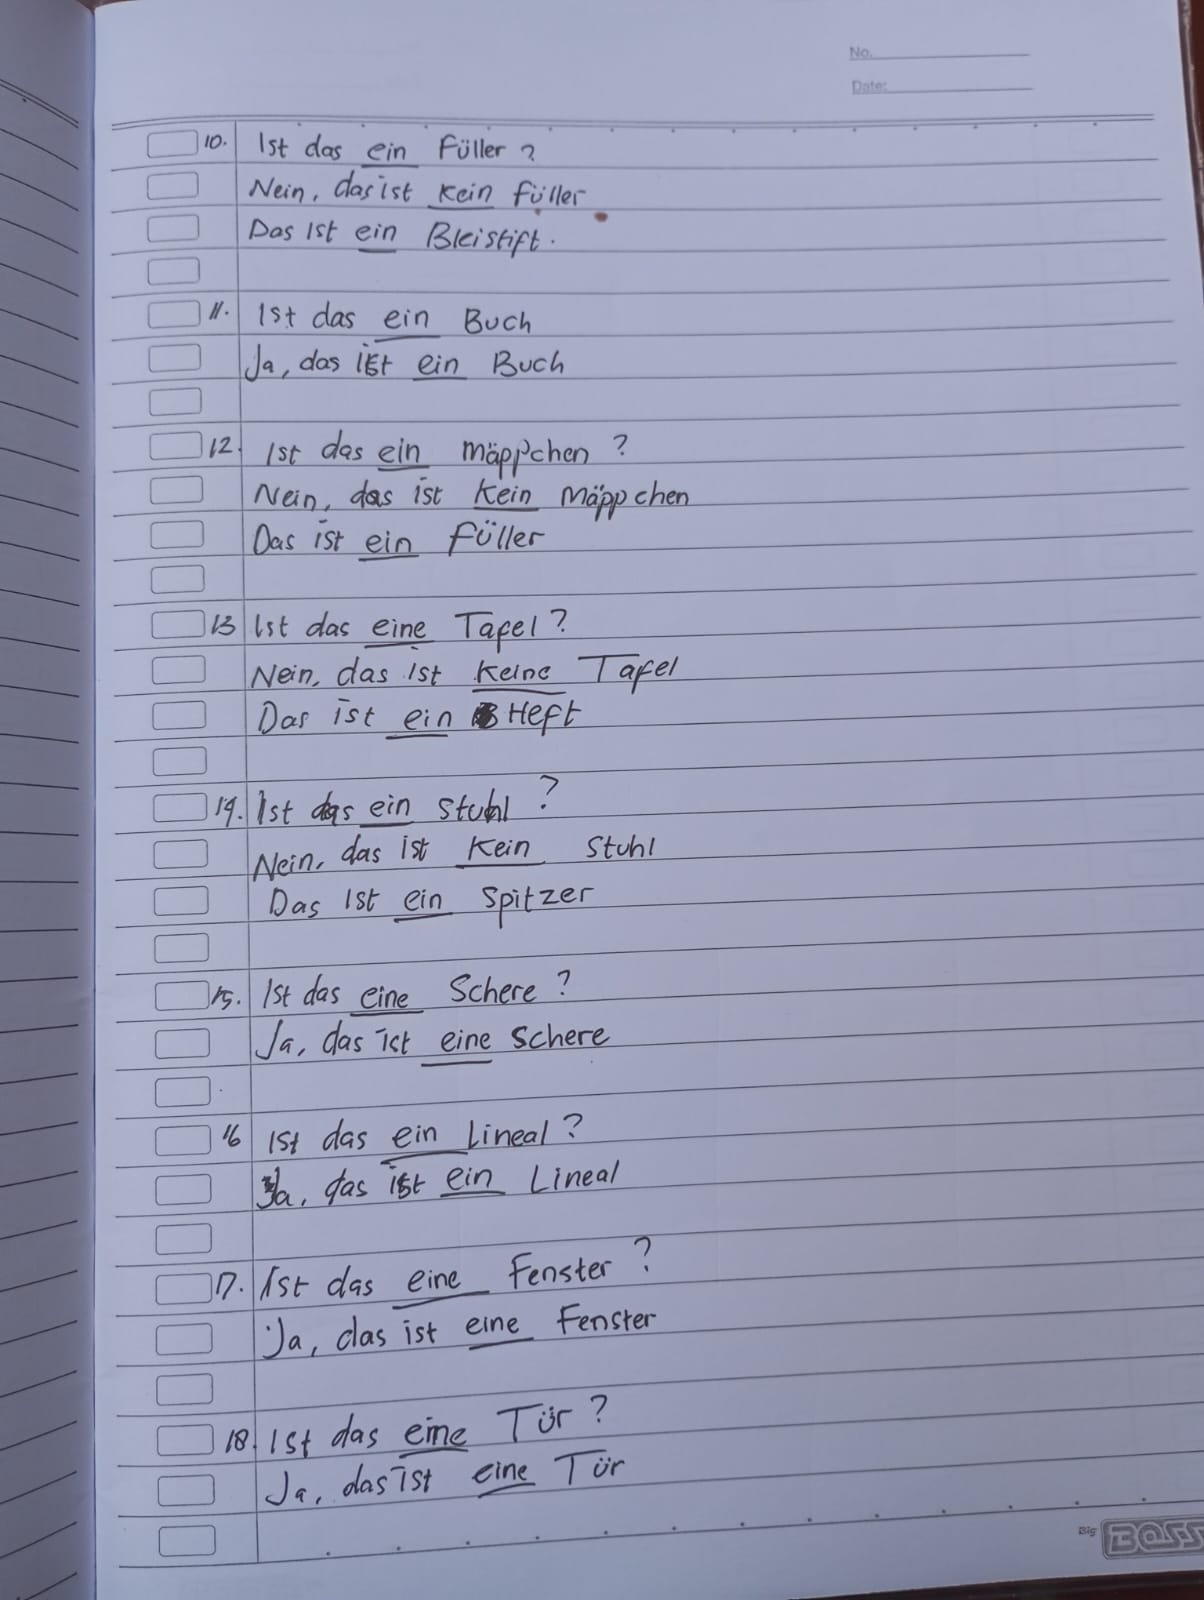 No.
Date:
10. Ist das ein Füller ?
Nein, das ist kein füller
Das Ist ein Bleistift.
11. Ist das ein Buch
Ja, das ist ein Buch
12. Ist das ein mäppchen ?
Nein, das ist kein mäppchen
Das ist ein Füller
13 Ist das eine Tafel ?
Nein, das ist keine Tafel
Das ist ein Heft
14. Ist das ein stuhl ?
Nein, das ist kein stuhl
Das Ist ein spitzer
15. Ist das eine Schere ?
Ja, das ist eine schere
16 Ist das ein Lineal ?
Ja, das ist ein Lineal
17. Ist das eine Fenster ?
Ja, das ist eine Fenster
18. Ist das eine Tür ?
Ja, das ist eine Tür
Big BOSS